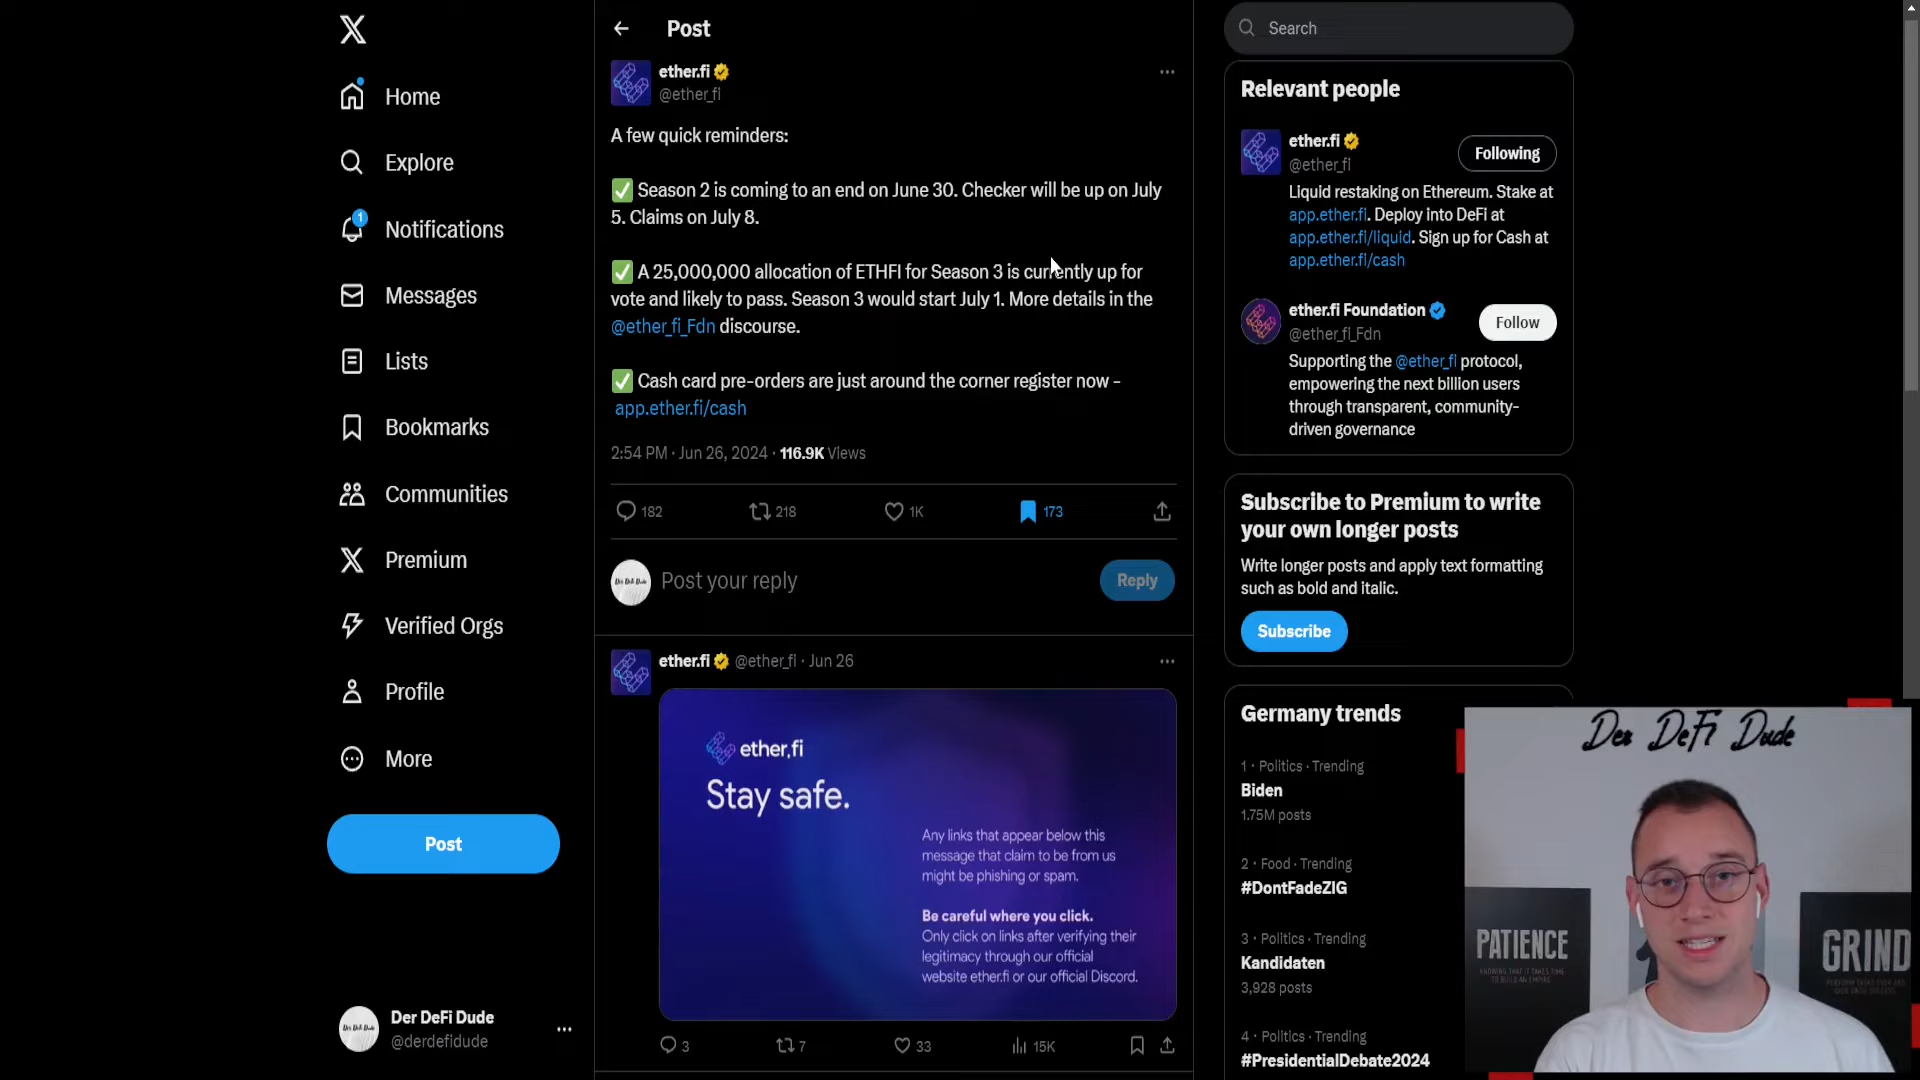 Home
Explore
1
Notifications
Messages
Lists
Bookmarks
Communities
Premium
Verified Orgs
Profile
More
Post
Der DeFi Dude
@derdefidude
Post
ether.fi
@ether_fi
A few quick reminders:
✅ Season 2 is coming to an end on June 30. Checker will be up on July
5. Claims on July 8.
✅ A 25,000,000 allocation of ETHFI for Season 3 is currently up for
vote and likely to pass. Season 3 would start July 1. More details in the
@ether_fi_Fdn discourse.
✅ Cash card pre-orders are just around the corner register now -
app.ether.fi/cash
2:54 PM · Jun 26, 2024 · 116.9K Views
182 218 1K 173
Der DeFi Dude
Post your reply
Reply
ether.fi @ether_fi · Jun 26
ether.fi
Stay safe.
Any links that appear below this
message that claim to be from us
might be phishing or spam.
Be careful where you click.
Only click on links after verifying their
legitimacy through our official
website ether.fi or our official Discord.
3 7 33 15K
Search
Relevant people
ether.fi
@ether_fi
Following
Liquid restaking on Ethereum. Stake at
app.ether.fi. Deploy into DeFi at
app.ether.fi/liquid. Sign up for Cash at
app.ether.fi/cash
ether.fi Foundation
@ether_fi_Fdn
Follow
Supporting the @ether_fi protocol,
empowering the next billion users
through transparent, community-
driven governance
Subscribe to Premium to write
your own longer posts
Write longer posts and apply text formatting
such as bold and italic.
Subscribe
Germany trends
1 · Politics · Trending
Biden
1.75M posts
2 · Food · Trending
#DontFadeZIG
3 · Politics · Trending
Kandidaten
3,928 posts
4 · Politics · Trending
#PresidentialDebate2024
Der DeFi Dude
PATIENCE
KNOWING THAT IT TAKES TIME
TO BUILD AN EMPIRE
GRIND